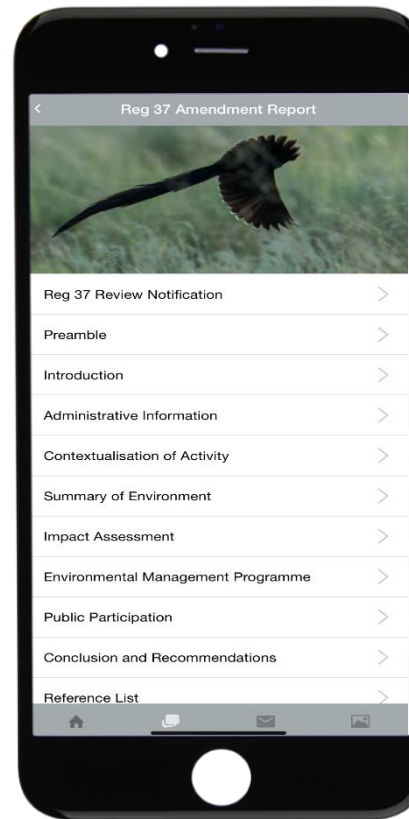 Reg 37 Amendment Report
Reg 37 Review Notification
Preamble
Introduction
Administrative Information
Contextualisation of Activity
Summary of Environment
Impact Assessment
Environmental Management Programme
Public Participation
Conclusion and Recommendations
Reference List